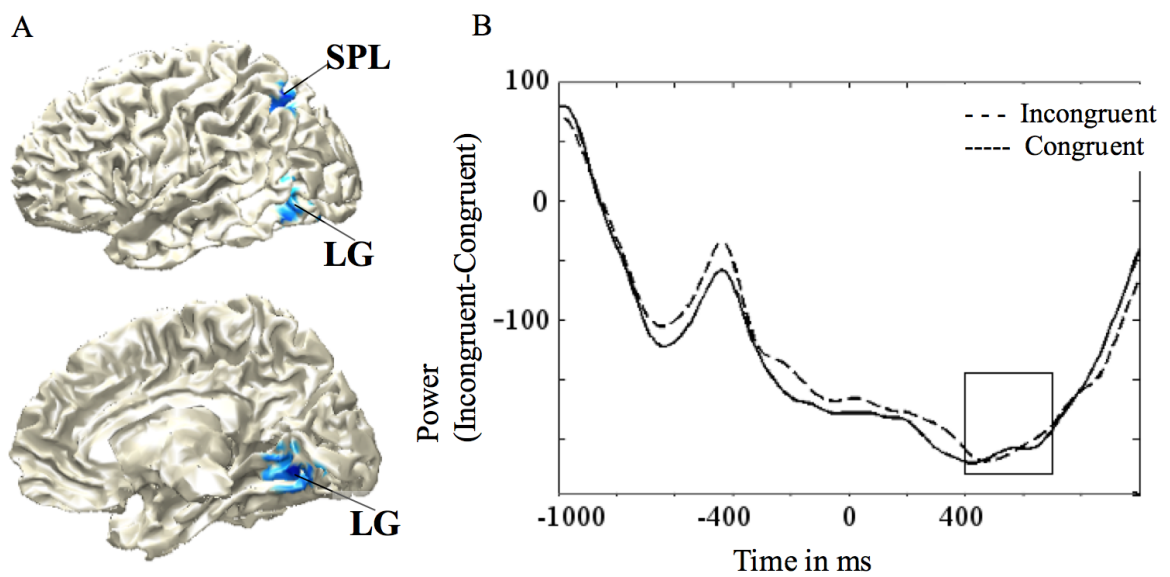 A
SPL
LG
LG
B
100
0
-100
Power
(Incongruent-Congruent)
Incongruent
Congruent
-1000 -400 0 400
Time in ms